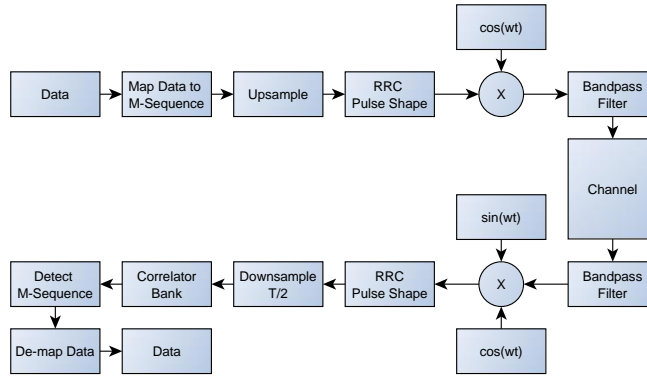 cos(wt)
Data
Map Data to
M-Sequence
Upsample
RRC
Pulse Shape
X
Bandpass
Filter
Channel
sin(wt)
Detect
M-Sequence
Correlator
Bank
Downsample
T/2
RRC
Pulse Shape
X
Bandpass
Filter
De-map Data
Data
cos(wt)